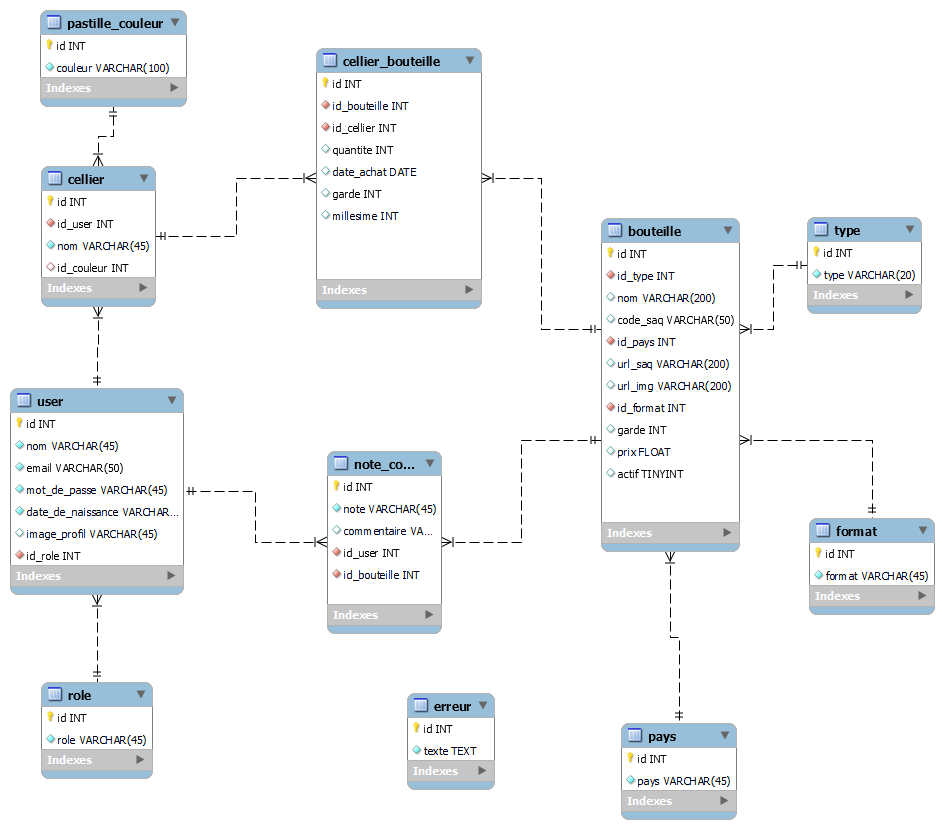 pastille_couleur
id INT
couleur VARCHAR(100)
Indexes
cellier_bouteille
id INT
id_bouteille INT
id_cellier INT
quantite INT
date_achat DATE
garde INT
millesime INT
Indexes
cellier
id INT
id_user INT
nom VARCHAR(45)
id_couleur INT
Indexes
bouteille
id INT
id_type INT
nom VARCHAR(200)
code_saq VARCHAR(50)
id_pays INT
url_saq VARCHAR(200)
url_img VARCHAR(200)
id_format INT
garde INT
prix FLOAT
actif TINYINT
Indexes
type
id INT
type VARCHAR(20)
Indexes
user
id INT
nom VARCHAR(45)
email VARCHAR(50)
mot_de_passe VARCHAR(45)
date_de_naissance VARCHAR...
image_profil VARCHAR(45)
id_role INT
Indexes
note_co...
id INT
note VARCHAR(45)
commentaire VA...
id_user INT
id_bouteille INT
Indexes
format
id INT
format VARCHAR(45)
Indexes
role
id INT
role VARCHAR(45)
Indexes
erreur
id INT
texte TEXT
Indexes
pays
id INT
pays VARCHAR(45)
Indexes